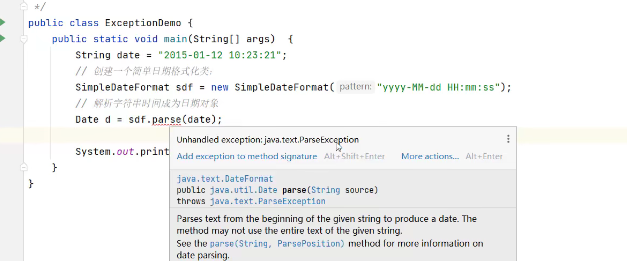 */
public class ExceptionDemo {
public static void main(String[] args)  {
String date = "2015-01-12 10:23:21";
// 创建一个简单日期格式化类:
SimpleDateFormat sdf = new SimpleDateFormat( pattern: "yyyy-MM-dd HH:mm:ss");
// 解析字符串时间成为日期对象
Date d = sdf.parse(date);
Unhandled exception: java.text.ParseException
System.out.print
Add exception to method signature Alt+Shift+Enter More actions... Alt+Enter
}
java.text.DateFormat
}
public java.util.Date parse(String source)
throws java.text.ParseException
Parses text from the beginning of the given string to produce a date. The
method may not use the entire text of the given string.
See the parse(String, ParsePosition) method for more information on
date parsing.